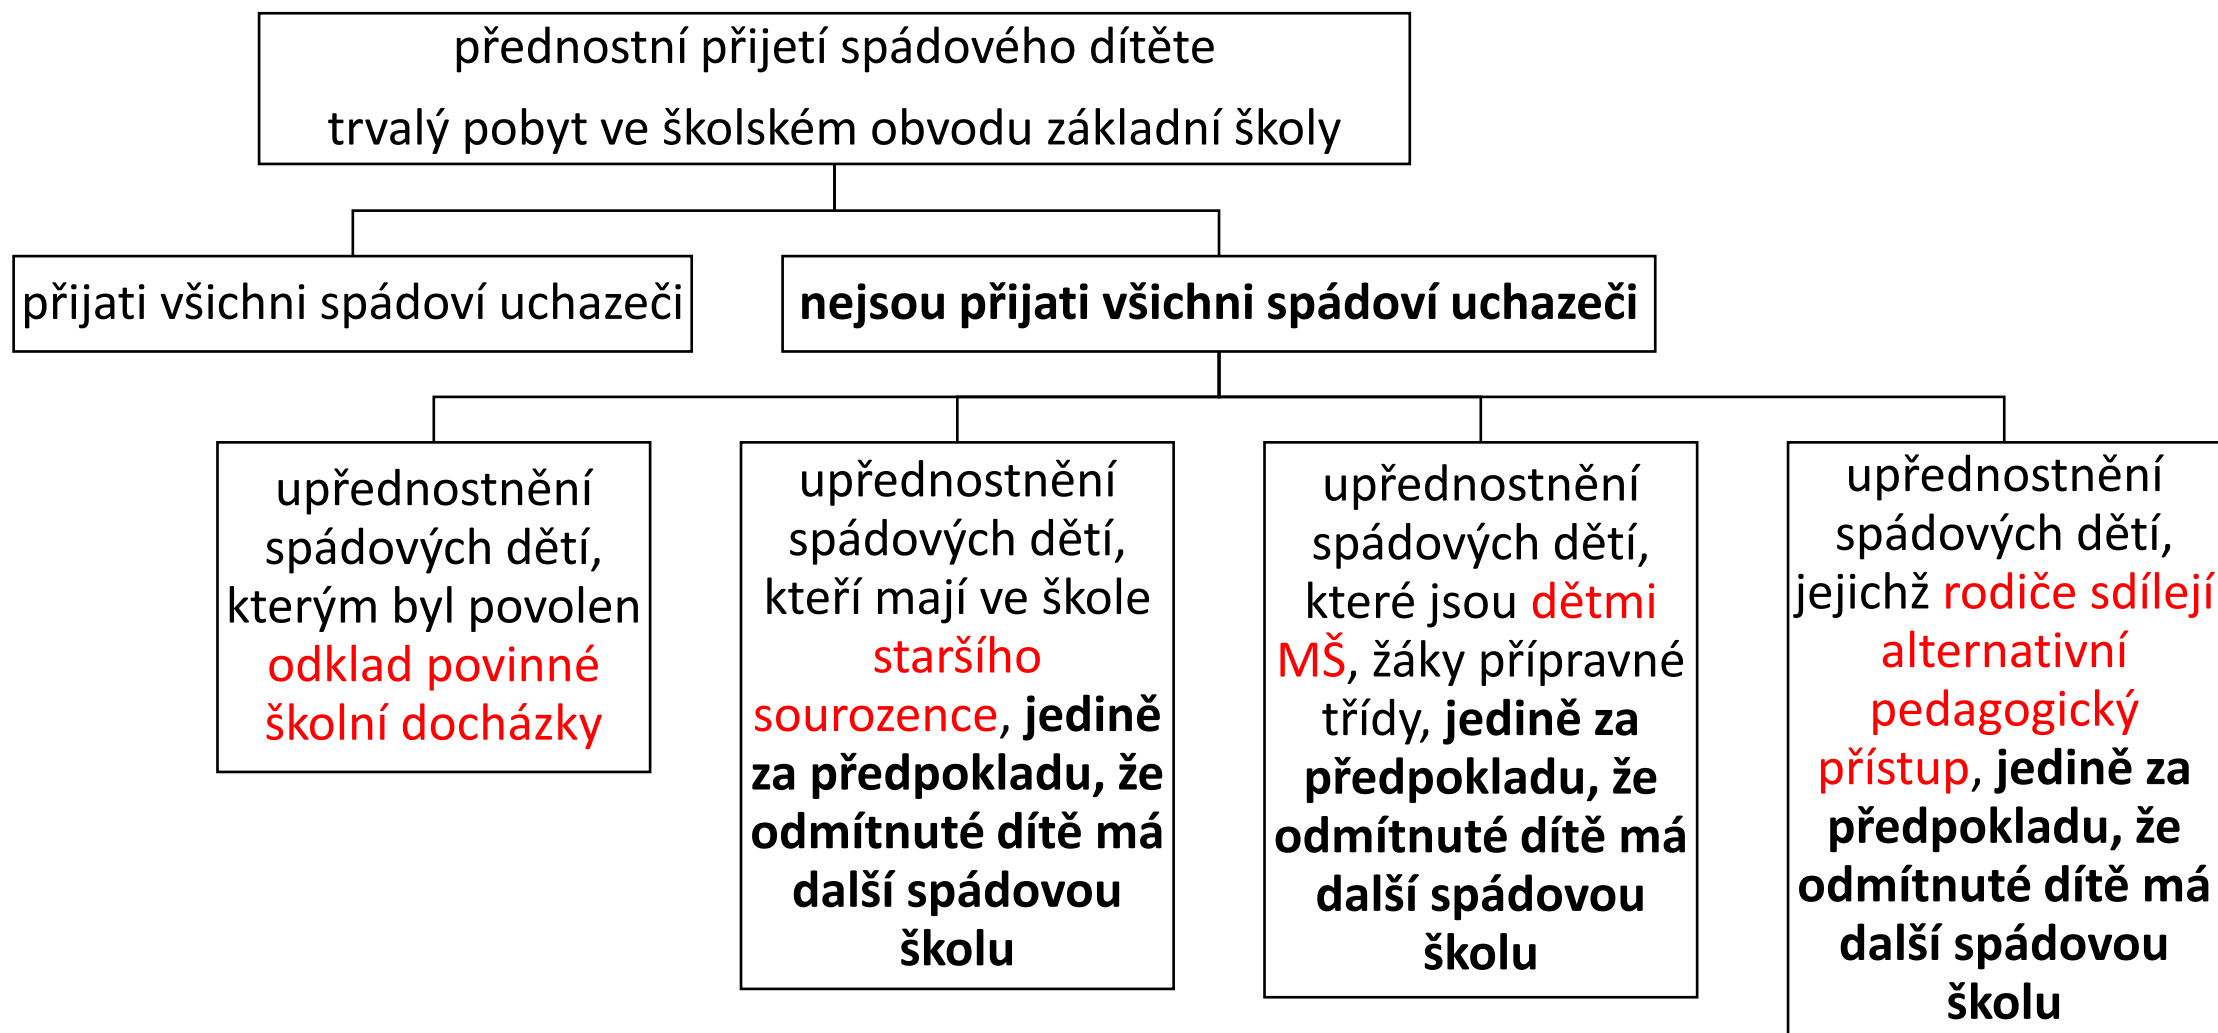 přednostní přijetí spádového dítěte
trvalý pobyt ve školském obvodu základní školy
přijati všichni spádoví uchazeči
nejsou přijati všichni spádoví uchazeči
upřednostnění
spádových dětí,
kterým byl povolen
odklad povinné
školní docházky
upřednostnění
spádových dětí,
kteří mají ve škole
staršího
sourozence, jedině
za předpokladu, že
odmítnuté dítě má
další spádovou
školu
upřednostnění
spádových dětí,
které jsou dětmi
MŠ, žáky přípravné
třídy, jedině za
předpokladu, že
odmítnuté dítě má
další spádovou
školu
upřednostnění
spádových dětí,
jejichž rodiče sdílejí
alternativní
pedagogický
přístup, jedině za
předpokladu, že
odmítnuté dítě má
další spádovou
školu